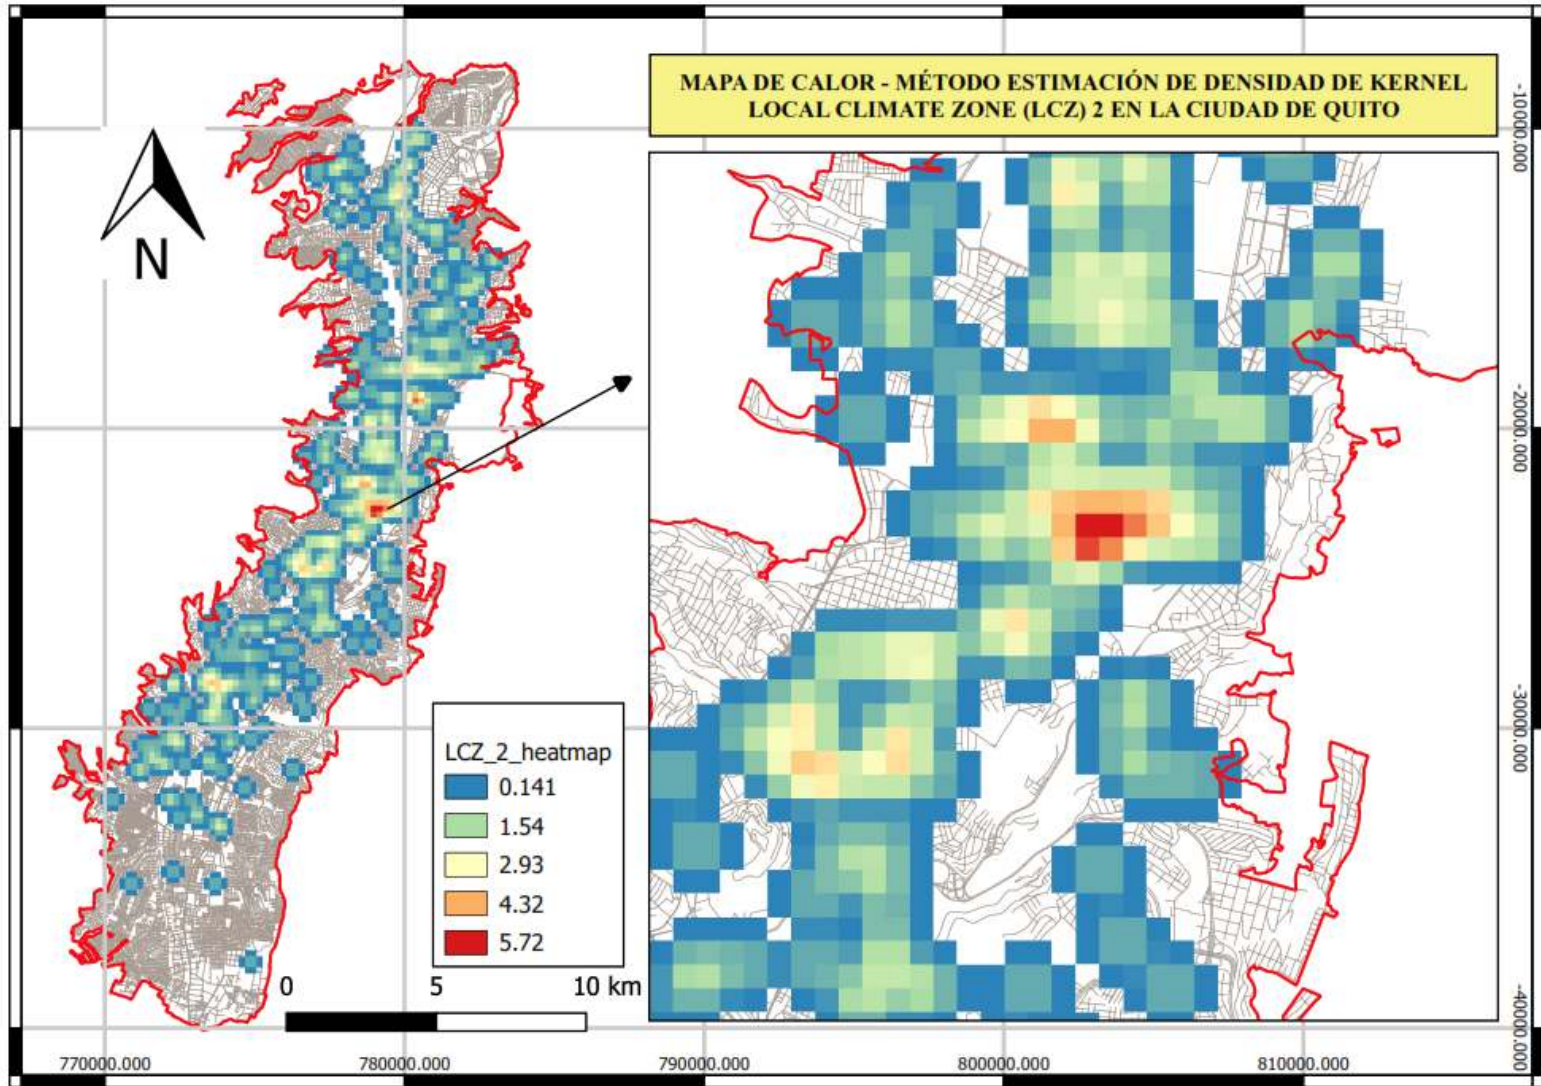 MAPA DE CALOR - MÉTODO ESTIMACIÓN DE DENSIDAD DE KERNEL
LOCAL CLIMATE ZONE (LCZ) 2 EN LA CIUDAD DE QUITO
N
LCZ_2_heatmap
0.141
1.54
2.93
4.32
5.72
0 5 10 km
-10000.000
-20000.000
-30000.000
-40000.000
770000.000 780000.000 790000.000 800000.000 810000.000